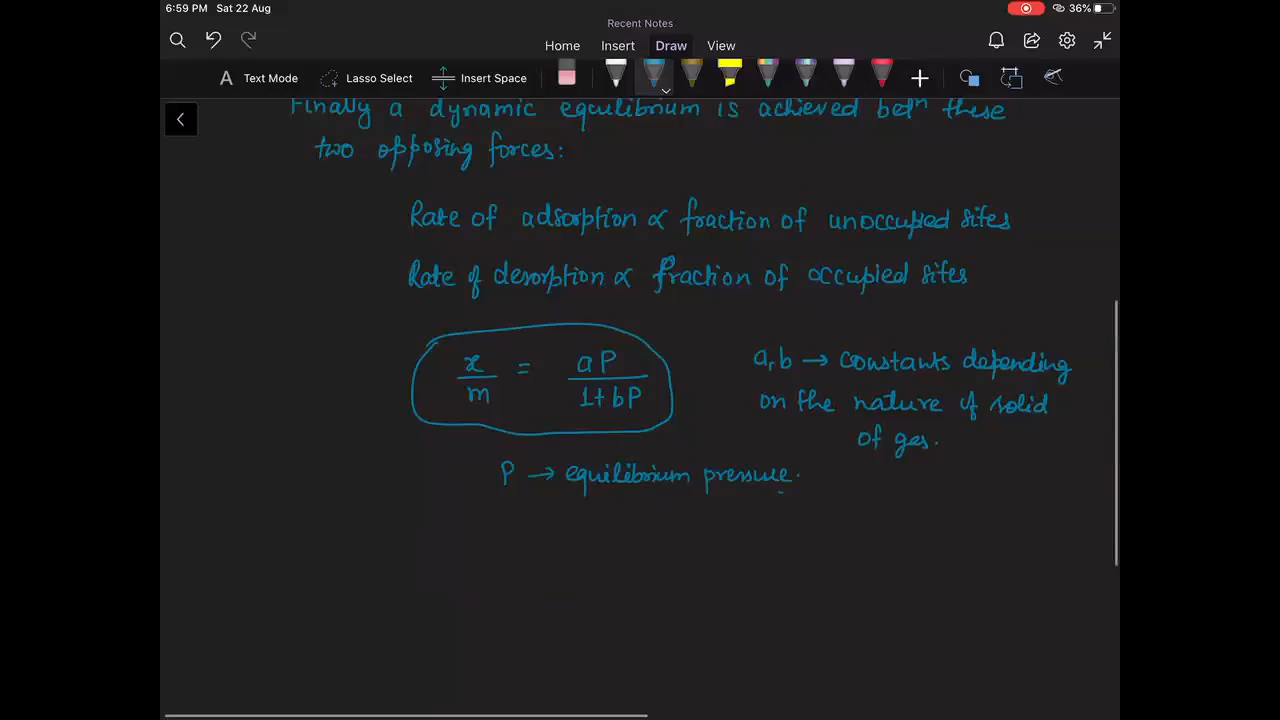 6:59 PM Sat 22 Aug
36%
Recent Notes
Home Insert Draw View
A Text Mode Lasso Select Insert Space
Finally a dynamic equilibrium is achieved betⁿ these
two opposing forces:
Rate of adsorption ∝ fraction of unoccupied sites
Rate of desorption ∝ fraction of occupied sites
x/m = aP/1+bP
a, b → constants depending
on the nature of solid
of gas.
P → equilibrium pressure.